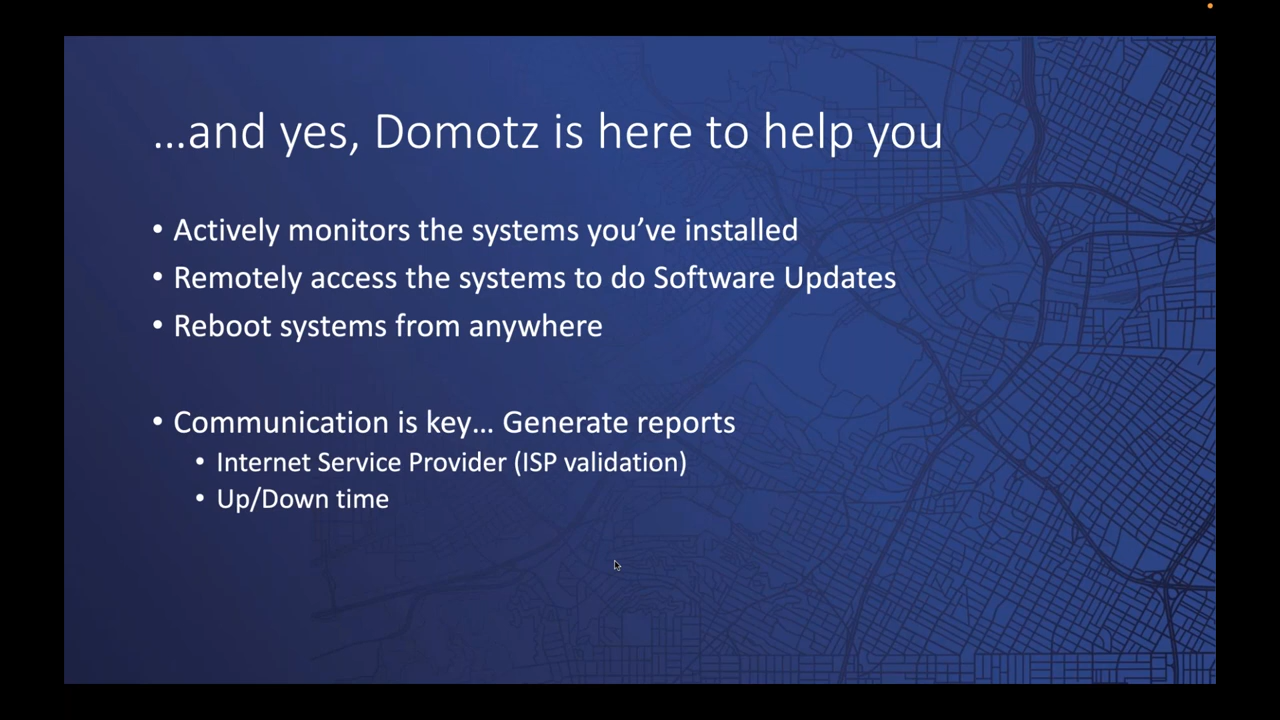 ...and yes, Domotz is here to help you
• Actively monitors the systems you’ve installed
• Remotely access the systems to do Software Updates
• Reboot systems from anywhere
• Communication is key... Generate reports
• Internet Service Provider (ISP validation)
• Up/Down time